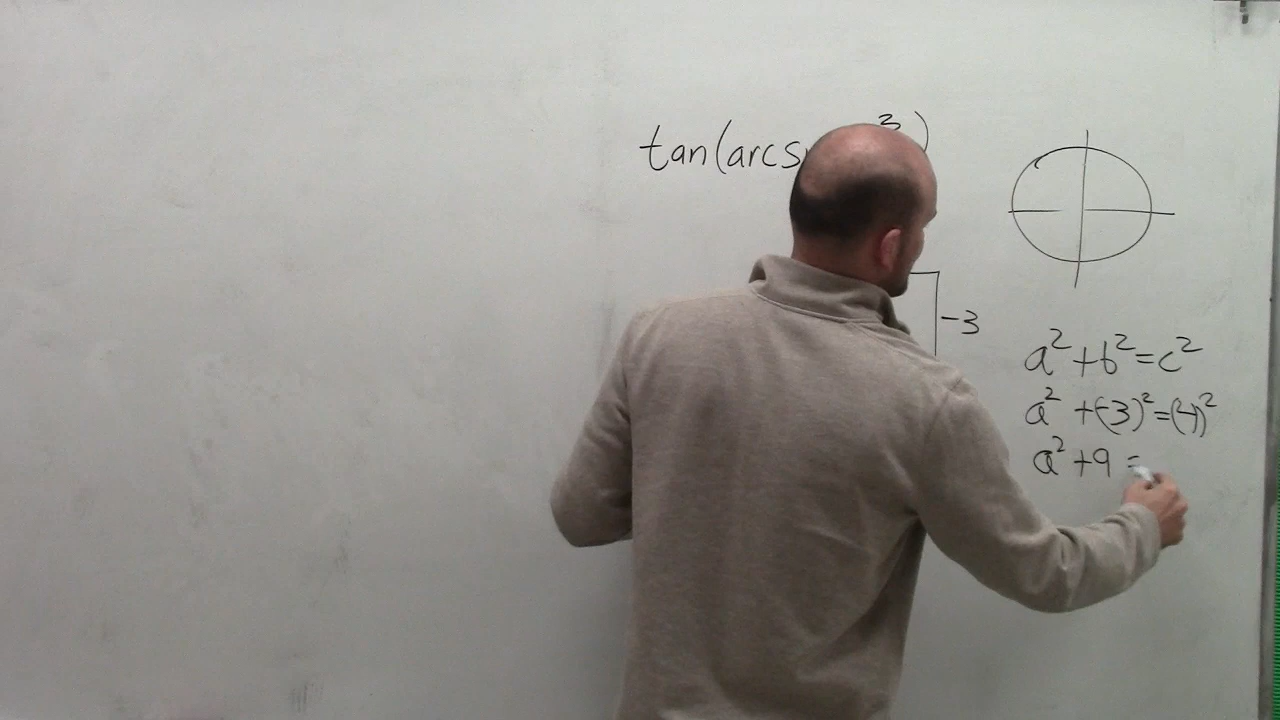 tan(arcs 3)
-3
a²+b²=c²
a²+(-3)²=(4)²
a²+9=